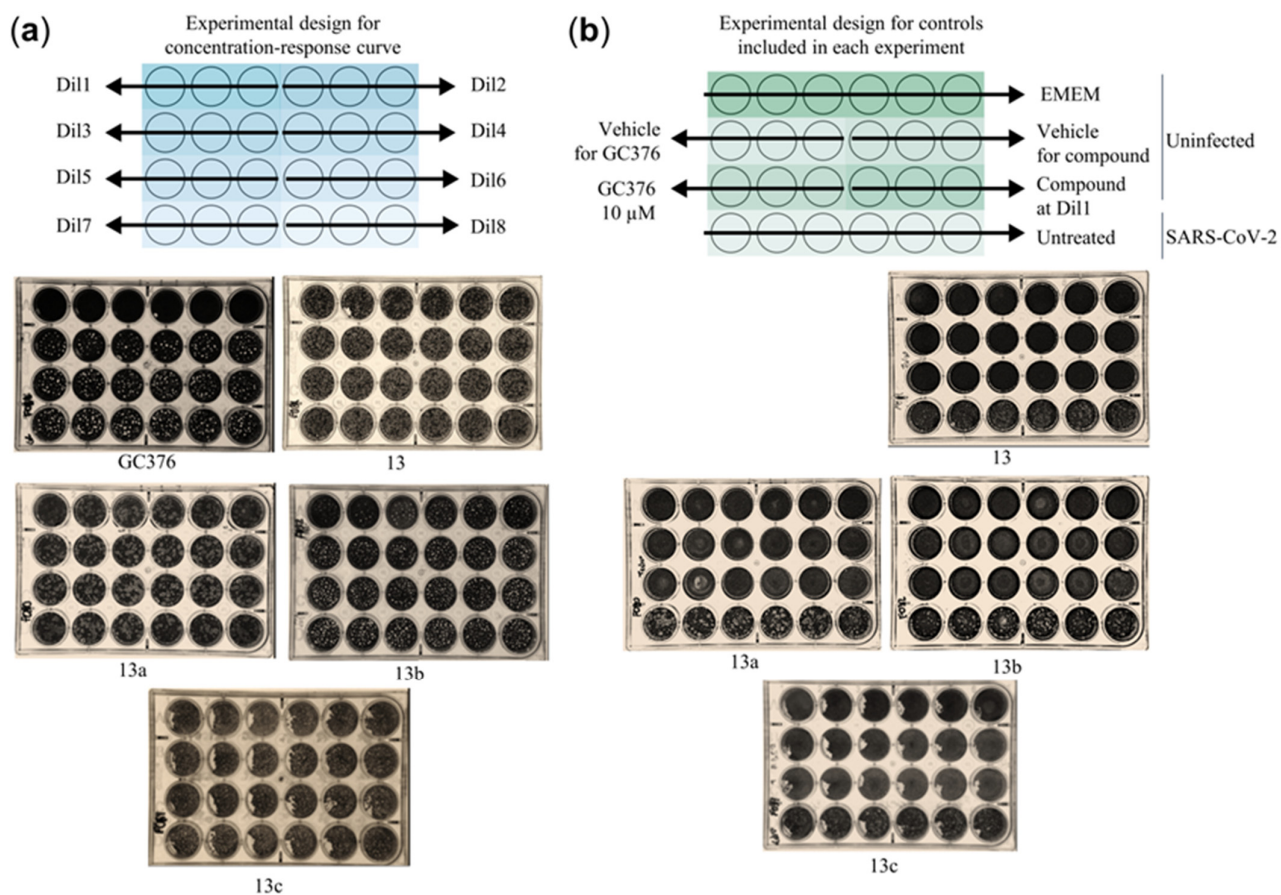 (a)
Experimental design for
concentration-response curve
Dil1
Dil2
Dil3
Dil4
Dil5
Dil6
Dil7
Dil8
GC376
13
13a
13b
13c
(b)
Experimental design for controls
included in each experiment
EMEM
Vehicle
for GC376
Vehicle
for compound
Uninfected
GC376
10 µM
Compound
at Dil1
Untreated
SARS-CoV-2
13
13a
13b
13c